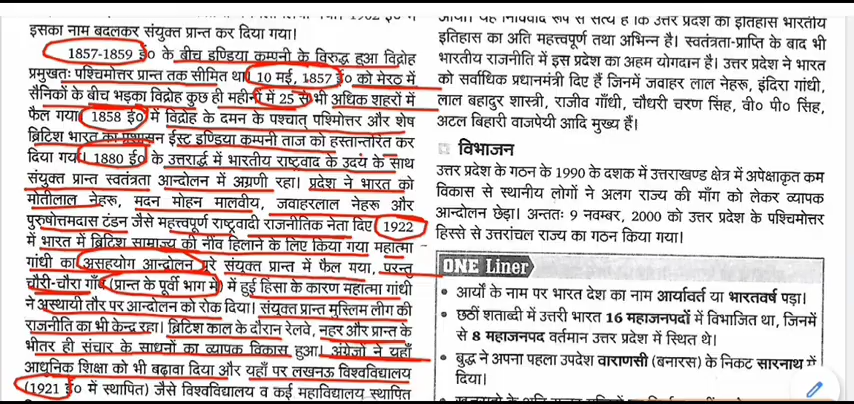 इसका नाम बदलकर संयुक्त प्रान्त कर दिया गया।
1857-1859 ई० के बीच इण्डिया कम्पनी के विरुद्ध हुआ विद्रोह
प्रमुखतः पश्चिमोत्तर प्रान्त तक सीमित था। 10 मई, 1857 ई० को मेरठ में
सैनिकों के बीच भड़का विद्रोह कुछ ही महीनों में 25 से भी अधिक शहरों में
फैल गया। 1858 ई० में विद्रोह के दमन के पश्चात् पश्मिोत्तर और शेष
ब्रिटिश भारत का प्रशासन ईस्ट इण्डिया कम्पनी ताज को हस्तान्तरित कर
दिया गया। 1880 ई० के उत्तरार्द्ध में भारतीय राष्ट्रवाद के उदय के साथ
संयुक्त प्रान्त स्वतंत्रता आन्दोलन में अग्रणी रहा। प्रदेश ने भारत को
मोतीलाल नेहरू, मदन मोहन मालवीय, जवाहरलाल नेहरू और
पुरुषोत्तमदास टंडन जैसे महत्त्वपूर्ण राष्ट्रवादी राजनीतिक नेता दिए 1922
में भारत में ब्रिटिश सामाज्य की नींव हिलाने के लिए किया गया महात्मा
गांधी का असहयोग आन्दोलन पूरे संयुक्त प्रान्त में फैल गया, परन्तु
चौरी-चौरा गाँव (प्रान्त के पूर्वी भाग में) में हुई हिंसा के कारण महात्मा गांधी
ने अस्थायी तौर पर आन्दोलन को रोक दिया। संयुक्त प्रान्त मुस्लिम लीग की
राजनीति का भी केन्द्र रहा। ब्रिटिश काल के दौरान रेलवे, नहर और प्रान्त के
भीतर ही संचार के साधनों का व्यापक विकास हुआ। अंग्रेजों ने यहाँ
आधुनिक शिक्षा को भी बढ़ावा दिया और यहाँ पर लखनऊ विश्वविद्यालय
(1921 ई० में स्थापित) जैसे विश्वविद्यालय व कई महाविद्यालय स्थापित
आया। यह निर्विवाद रूप से सत्य है कि उत्तर प्रदेश का इतिहास भारतीय
इतिहास का अति महत्त्वपूर्ण तथा अभिन्न है। स्वतंत्रता-प्राप्ति के बाद भी
भारतीय राजनीति में इस प्रदेश का अहम योगदान है। उत्तर प्रदेश ने भारत
को सर्वाधिक प्रधानमंत्री दिए हैं जिनमें जवाहर लाल नेहरू, इंदिरा गांधी,
लाल बहादुर शास्त्री, राजीव गाँधी, चौधरी चरण सिंह, वी० पी० सिंह,
अटल बिहारी वाजपेयी आदि मुख्य हैं।
विभाजन
उत्तर प्रदेश के गठन के 1990 के दशक में उत्तराखण्ड क्षेत्र में अपेक्षाकृत कम
विकास से स्थानीय लोगों ने अलग राज्य की माँग को लेकर व्यापक
आन्दोलन छेड़ा। अन्ततः 9 नवम्बर, 2000 को उत्तर प्रदेश के पश्चिमोत्तर
हिस्से से उत्तरांचल राज्य का गठन किया गया।
ONE Liner
• आर्यों के नाम पर भारत देश का नाम आर्यावर्त या भारतवर्ष पड़ा।
• छठीं शताब्दी में उत्तरी भारत 16 महाजनपदों में विभाजित था, जिनमें
से 8 महाजनपद वर्तमान उत्तर प्रदेश में स्थित थे।
• बुद्ध ने अपना पहला उपदेश वाराणसी (बनारस) के निकट सारनाथ में
दिया।